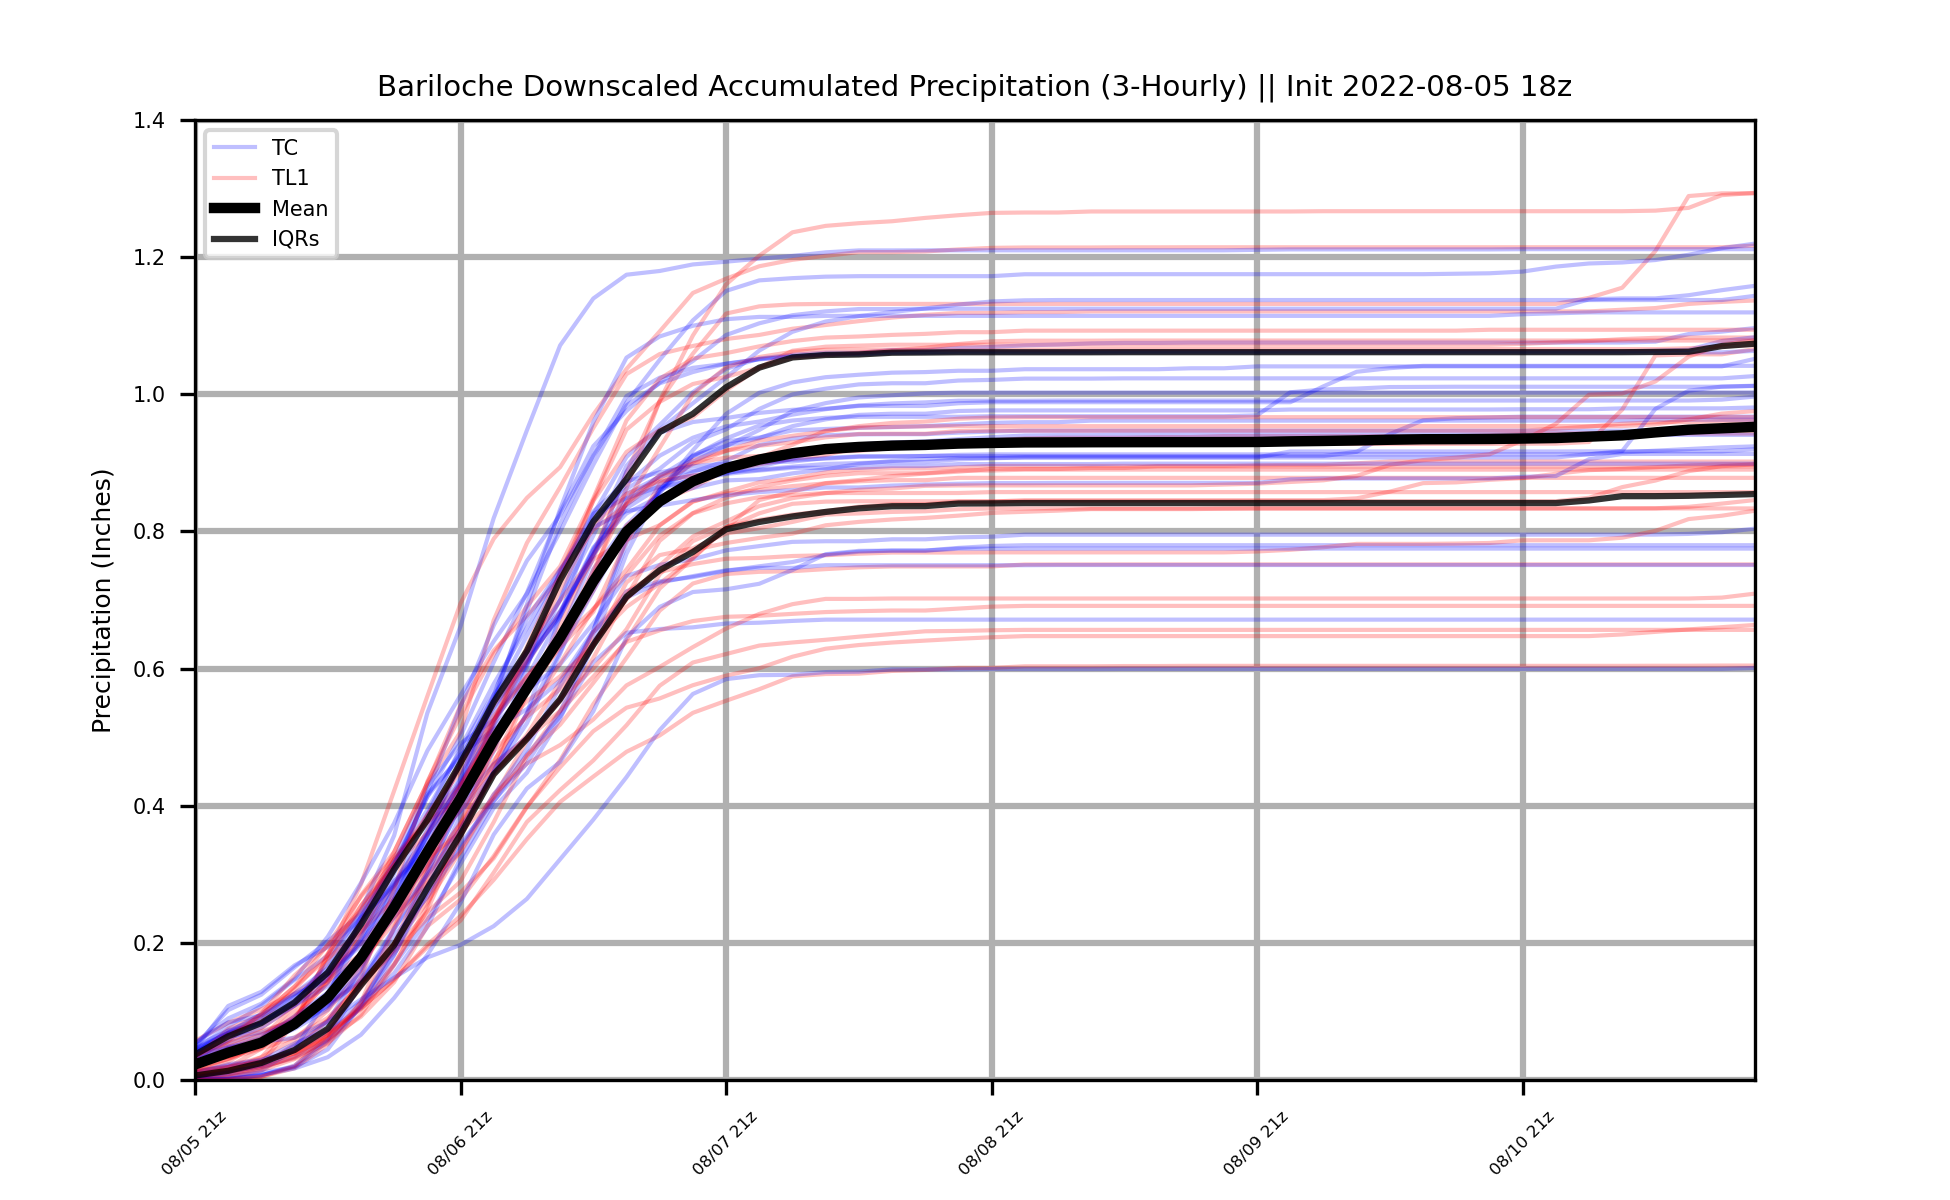 Bariloche Downscaled Accumulated Precipitation (3-Hourly) || Init 2022-08-05 18z
1.4
1.2
1.0
0.8
0.6
0.4
0.2
0.0
Precipitation (Inches)
TC
TL1
Mean
IQRs
08/05 21z
08/06 21z
08/07 21z
08/08 21z
08/09 21z
08/10 21z